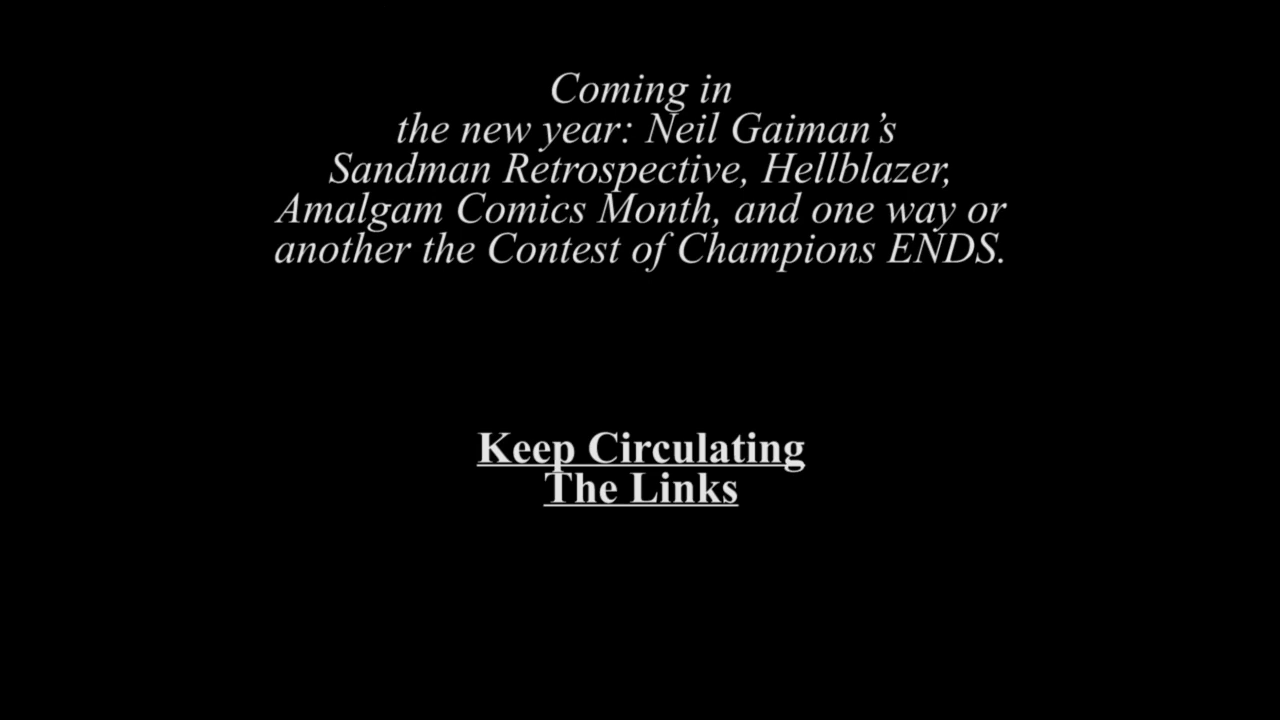 Coming in
the new year: Neil Gaiman’s
Sandman Retrospective, Hellblazer,
Amalgam Comics Month, and one way or
another the Contest of Champions ENDS.
Keep Circulating
The Links